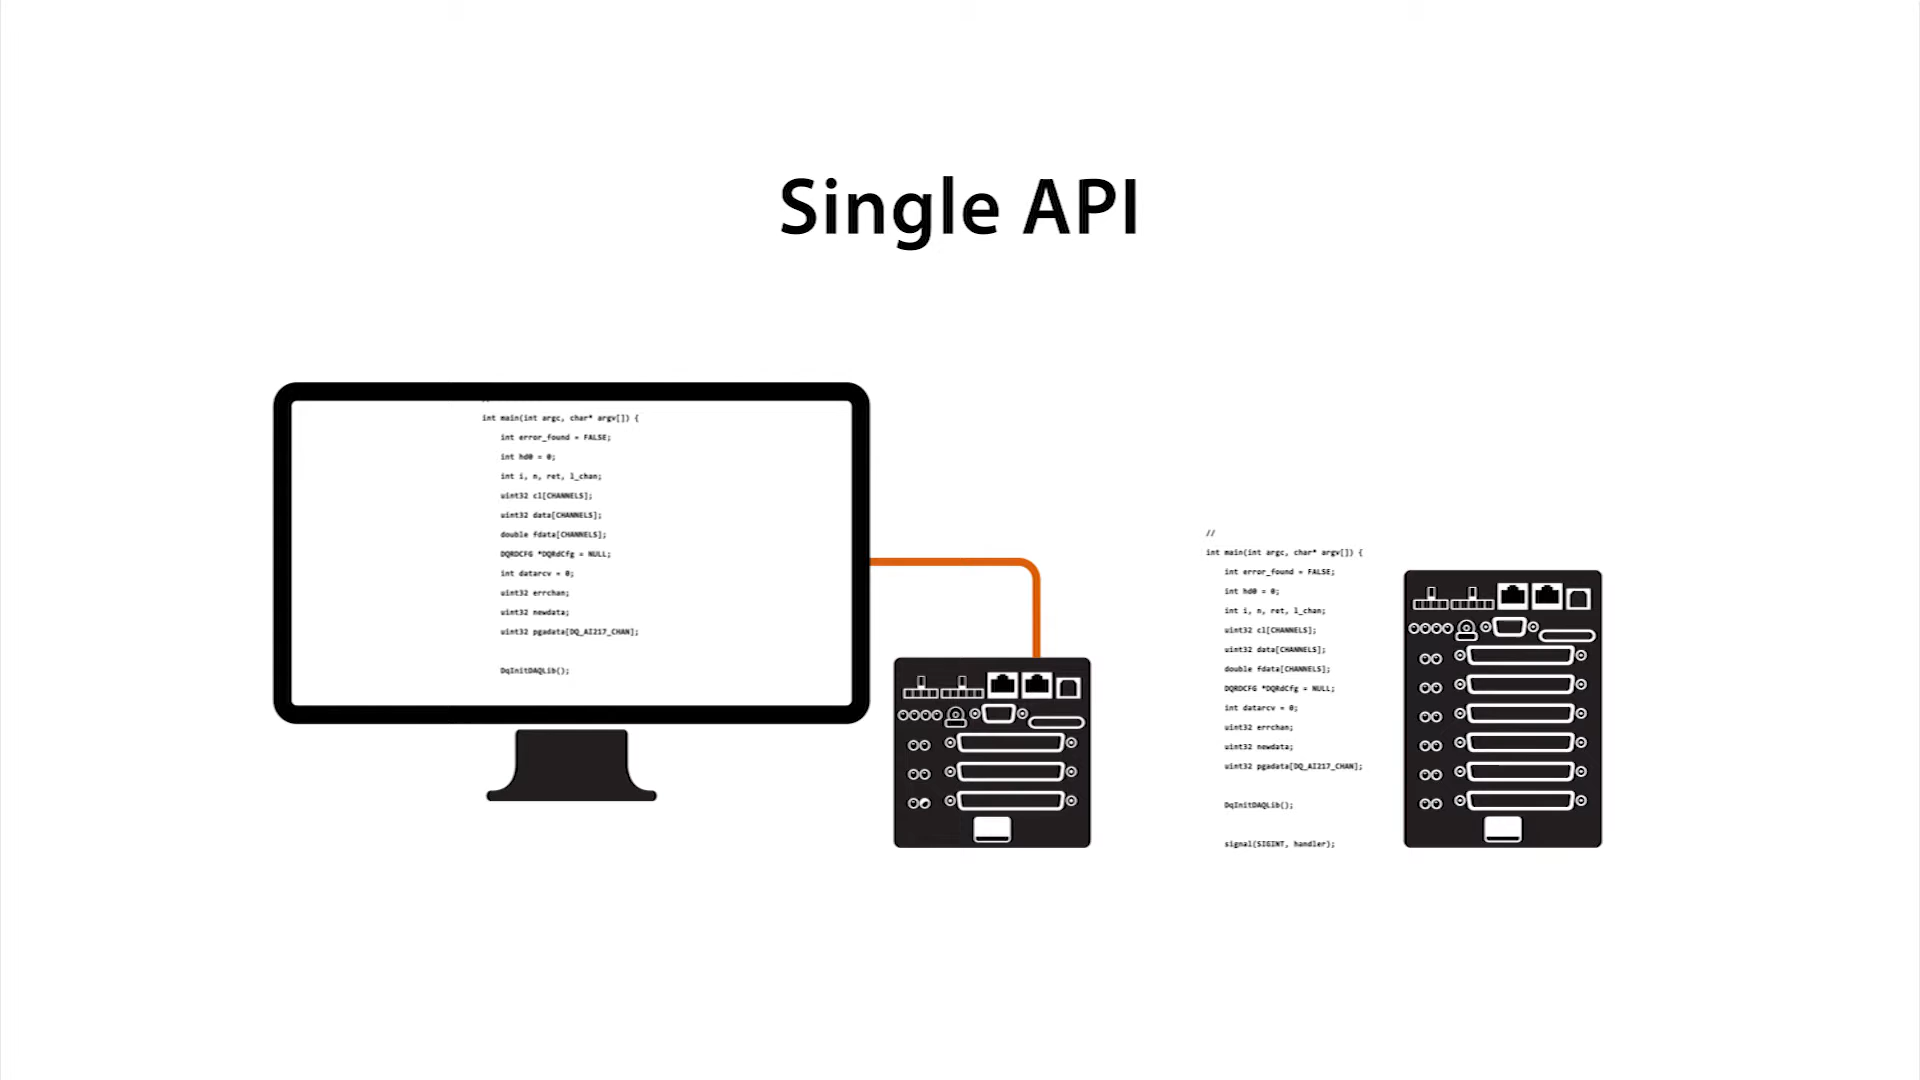 Single API
int main(int argc, char* argv[]) {
int error_found = FALSE;
int hd0 = 0;
int i, n, ret, l_chan;
uint32 cl[CHANNELS];
uint32 data[CHANNELS];
double fdata[CHANNELS];
DQRDCFG *DQRdCfg = NULL;
int datarcv = 0;
uint32 errchan;
uint32 newdata;
uint32 pgadata[DQ_AI217_CHAN];
DqInitDAQLib();
//
int main(int argc, char* argv[]) {
int error_found = FALSE;
int hd0 = 0;
int i, n, ret, l_chan;
uint32 cl[CHANNELS];
uint32 data[CHANNELS];
double fdata[CHANNELS];
DQRDCFG *DQRdCfg = NULL;
int datarcv = 0;
uint32 errchan;
uint32 newdata;
uint32 pgadata[DQ_AI217_CHAN];
DqInitDAQLib();
signal(SIGINT, handler);